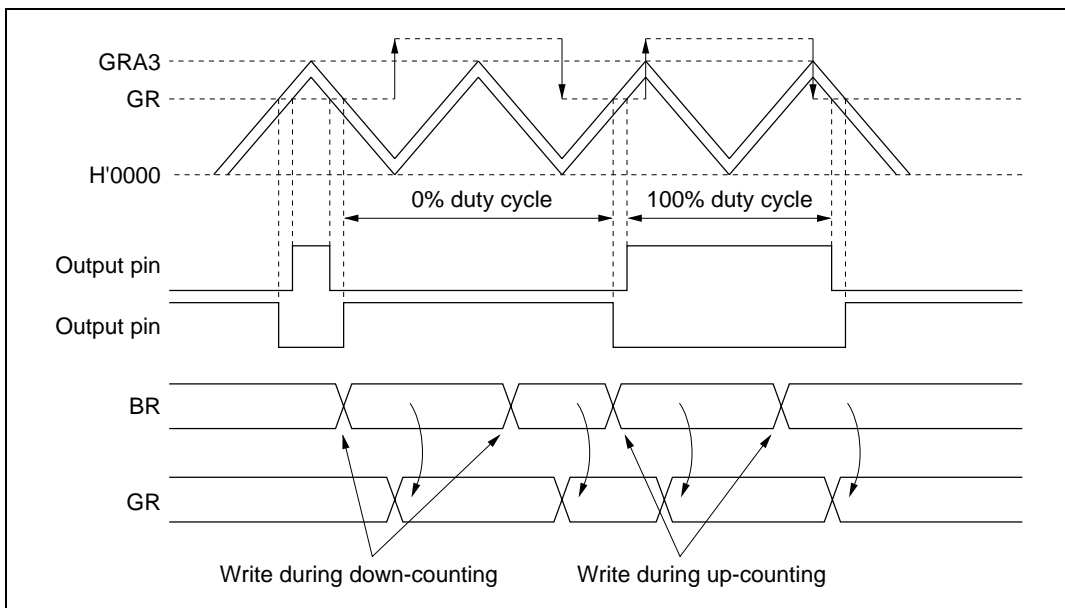 GRA3
GR
H'0000
0% duty cycle
100% duty cycle
Output pin
Output pin
BR
GR
Write during down-counting
Write during up-counting